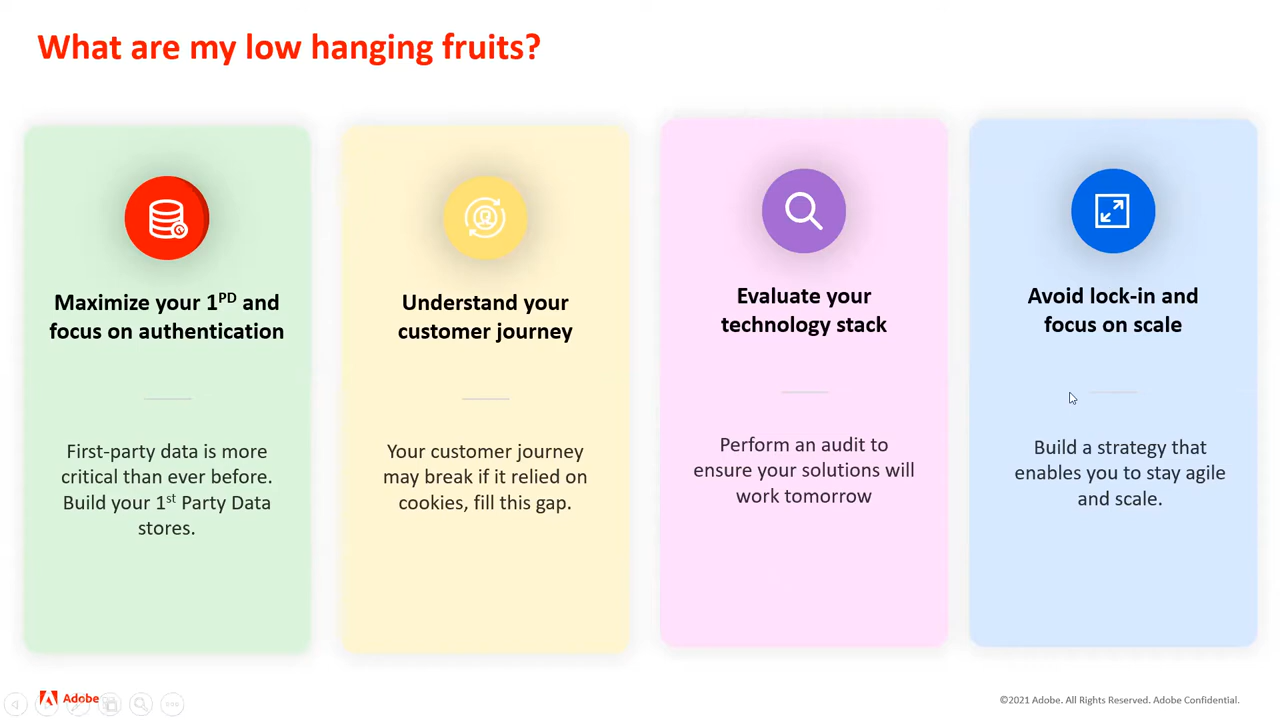 What are my low hanging fruits?
Maximize your 1PD and
focus on authentication
First-party data is more
critical than ever before.
Build your 1st Party Data
stores.
Understand your
customer journey
Your customer journey
may break if it relied on
cookies, fill this gap.
Evaluate your
technology stack
Perform an audit to
ensure your solutions will
work tomorrow
Avoid lock-in and
focus on scale
Build a strategy that
enables you to stay agile
and scale.
Adobe
©2021 Adobe. All Rights Reserved. Adobe Confidential.